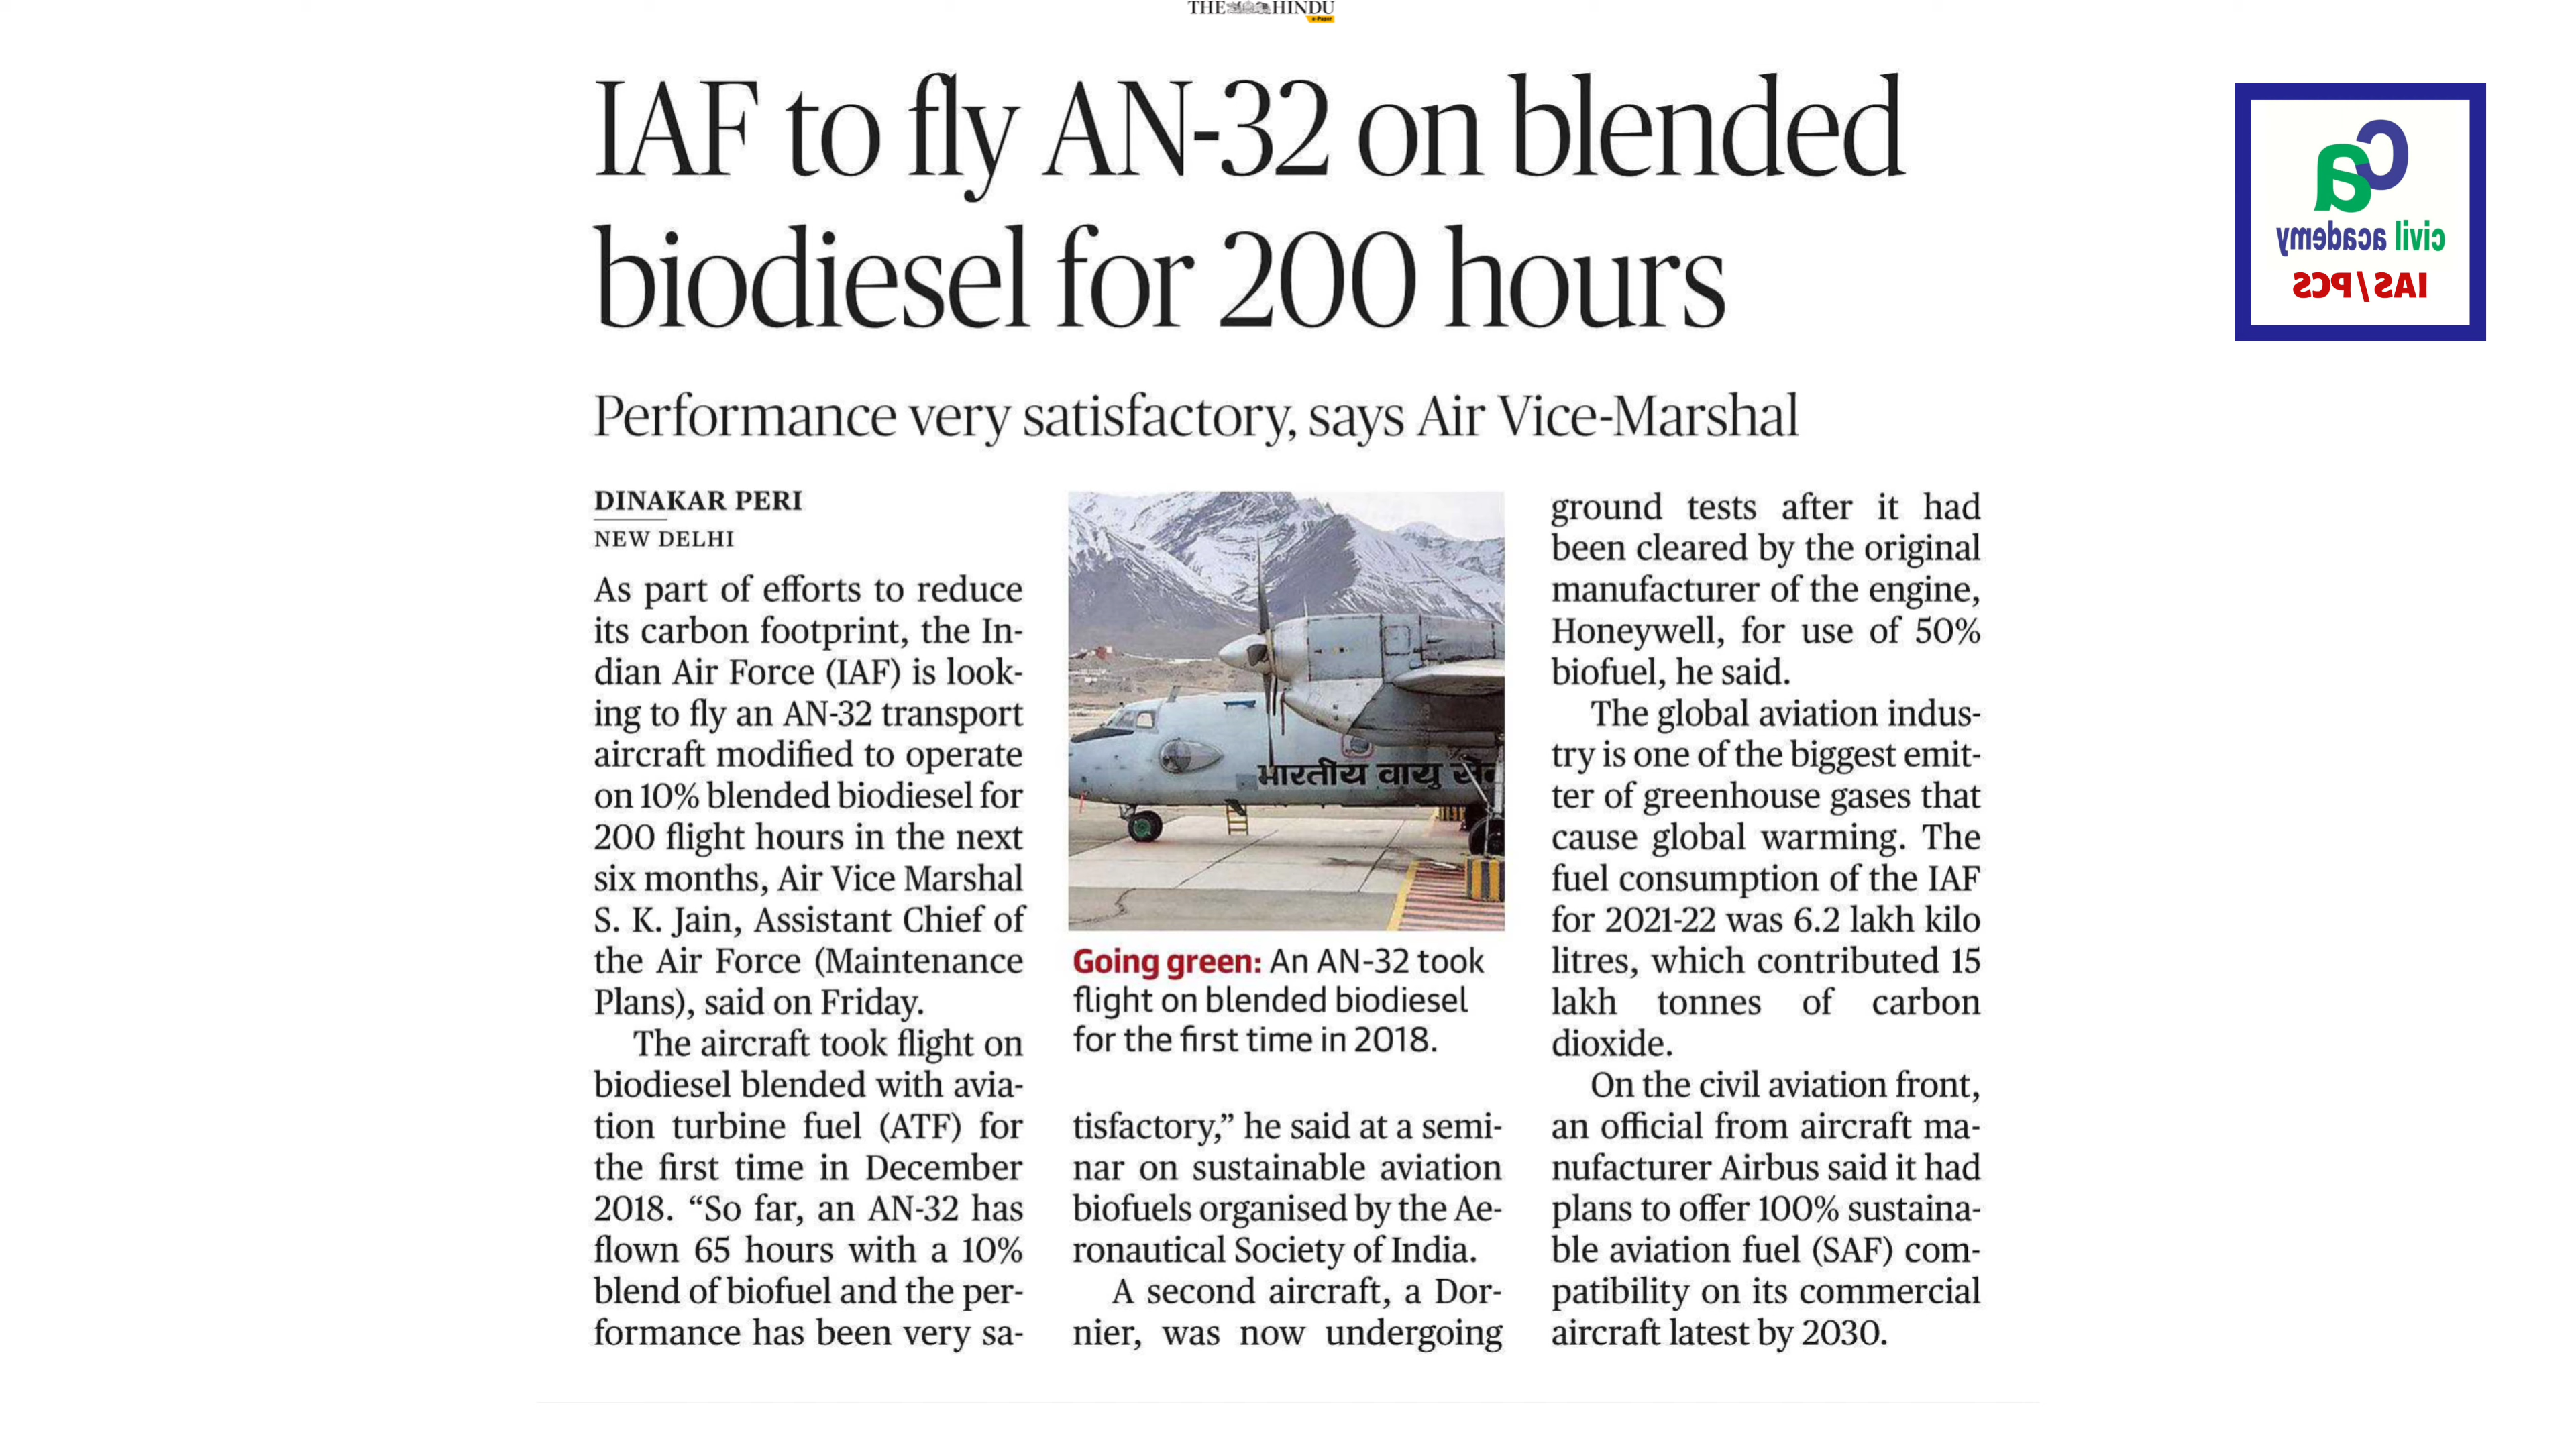 THE HINDU
e-Paper
IAF to fly AN-32 on blended
biodiesel for 200 hours
Performance very satisfactory, says Air Vice-Marshal
DINAKAR PERI
NEW DELHI
As part of efforts to reduce
its carbon footprint, the In-
dian Air Force (IAF) is look-
ing to fly an AN-32 transport
aircraft modified to operate
on 10% blended biodiesel for
200 flight hours in the next
six months, Air Vice Marshal
S. K. Jain, Assistant Chief of
the Air Force (Maintenance
Plans), said on Friday.
The aircraft took flight on
biodiesel blended with avia-
tion turbine fuel (ATF) for
the first time in December
2018. “So far, an AN-32 has
flown 65 hours with a 10%
blend of biofuel and the per-
formance has been very sa-
भारतीय वायु से
Going green: An AN-32 took
flight on blended biodiesel
for the first time in 2018.
tisfactory,” he said at a semi-
nar on sustainable aviation
biofuels organised by the Ae-
ronautical Society of India.
A second aircraft, a Dor-
nier, was now undergoing
ground tests after it had
been cleared by the original
manufacturer of the engine,
Honeywell, for use of 50%
biofuel, he said.
The global aviation indus-
try is one of the biggest emit-
ter of greenhouse gases that
cause global warming. The
fuel consumption of the IAF
for 2021-22 was 6.2 lakh kilo
litres, which contributed 15
lakh tonnes of carbon
dioxide.
On the civil aviation front,
an official from aircraft ma-
nufacturer Airbus said it had
plans to offer 100% sustaina-
ble aviation fuel (SAF) com-
patibility on its commercial
aircraft latest by 2030.
Ca
civil academy
IAS/PCS